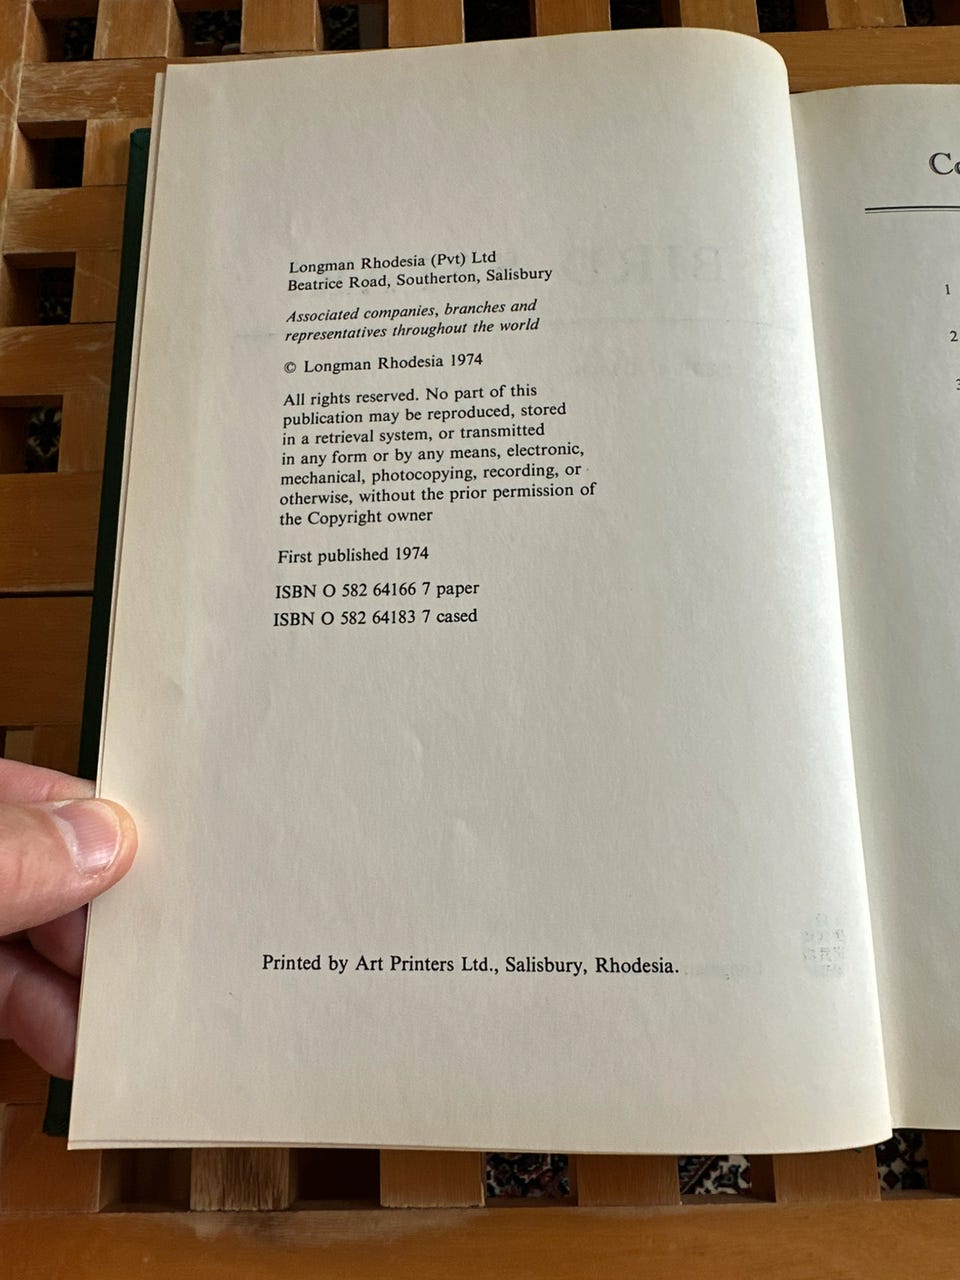 Longman Rhodesia (Pvt) Ltd
Beatrice Road, Southerton, Salisbury
Associated companies, branches and
representatives throughout the world
© Longman Rhodesia 1974
All rights reserved. No part of this
publication may be reproduced, stored
in a retrieval system, or transmitted
in any form or by any means, electronic,
mechanical, photocopying, recording, or
otherwise, without the prior permission of
the Copyright owner
First published 1974
ISBN O 582 64166 7 paper
ISBN O 582 64183 7 cased
Printed by Art Printers Ltd., Salisbury, Rhodesia.
1
2